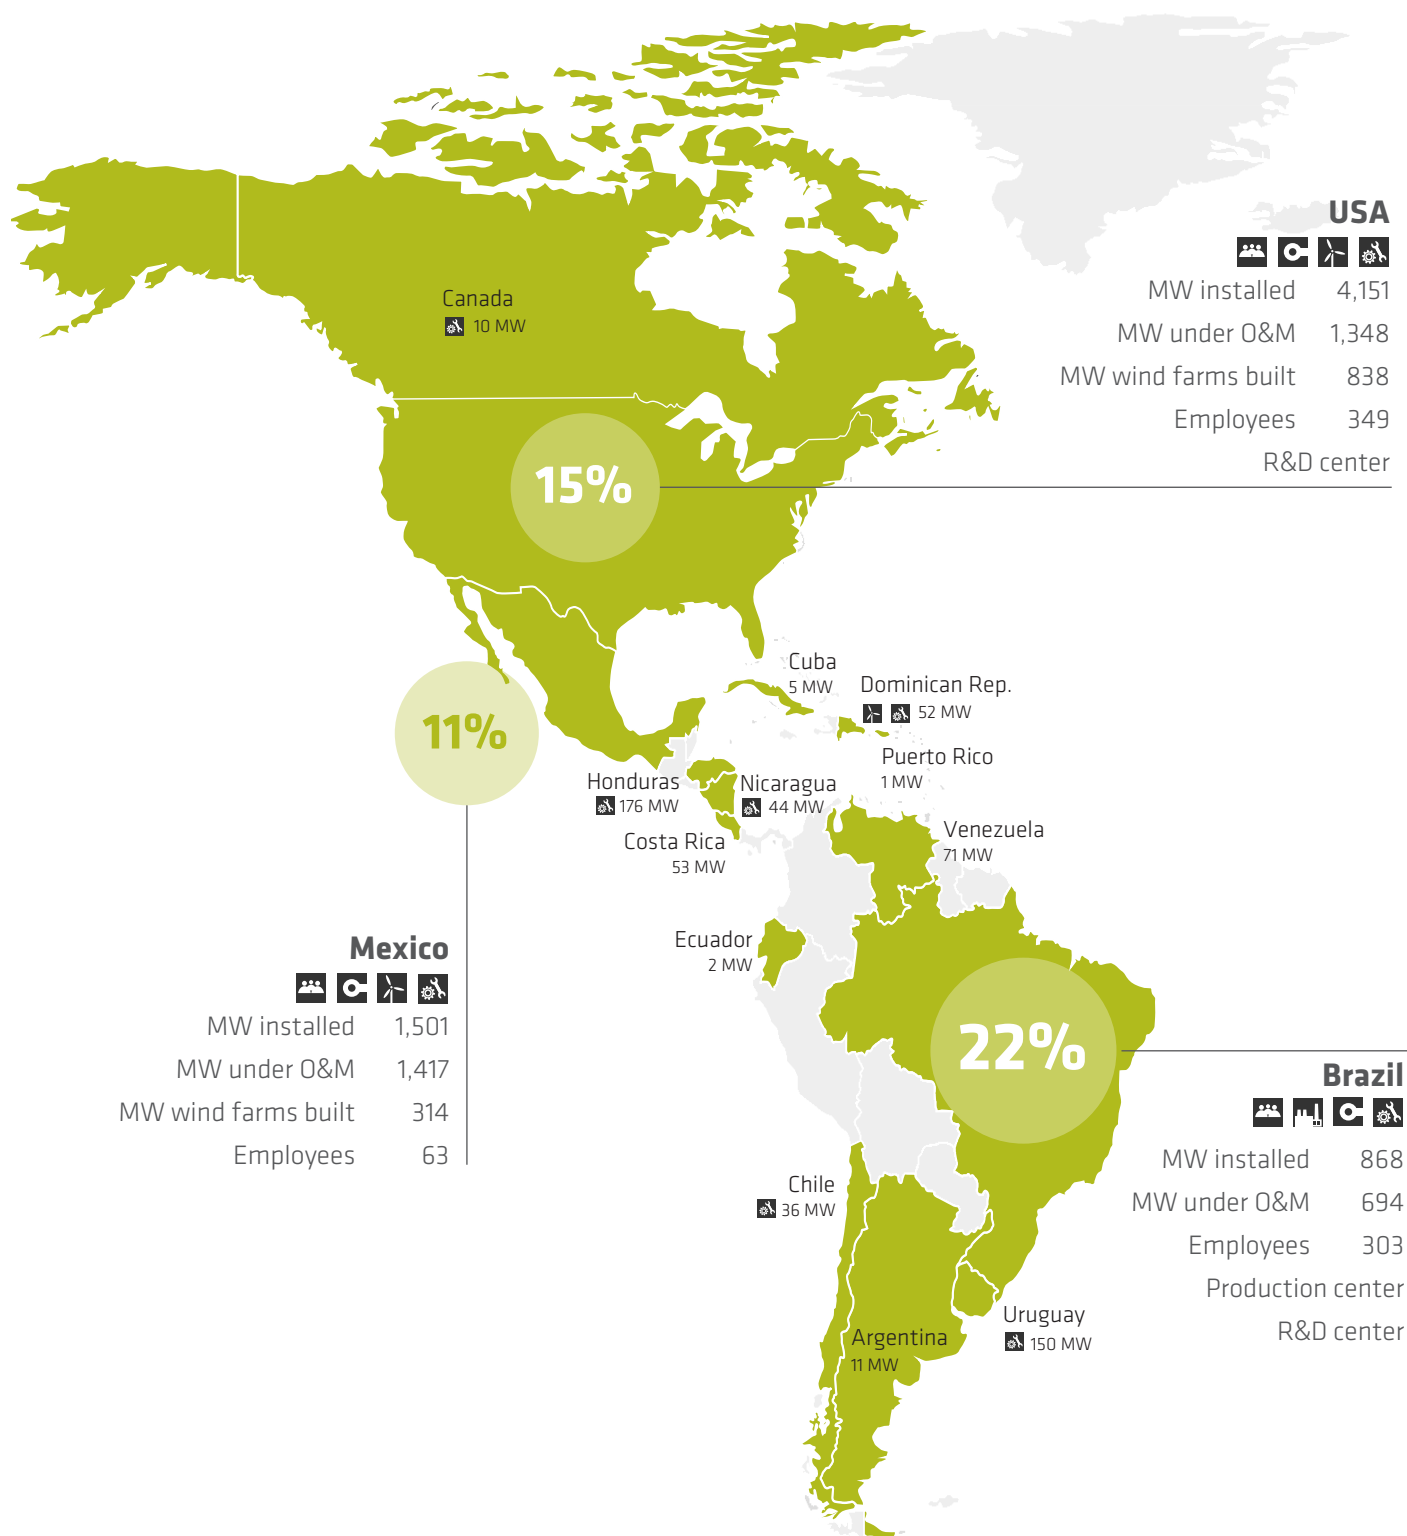 USA
MW installed 4,151
MW under O&M 1,348
MW wind farms built 838
Employees 349
R&D center
Canada
10 MW
15%
Cuba
5 MW
Dominican Rep.
52 MW
11%
Puerto Rico
1 MW
Honduras
176 MW
Nicaragua
44 MW
Costa Rica
53 MW
Venezuela
71 MW
Ecuador
2 MW
Mexico
MW installed 1,501
MW under O&M 1,417
MW wind farms built 314
Employees 63
22%
Brazil
MW installed 868
MW under O&M 694
Employees 303
Production center
R&D center
Chile
36 MW
Uruguay
150 MW
Argentina
11 MW